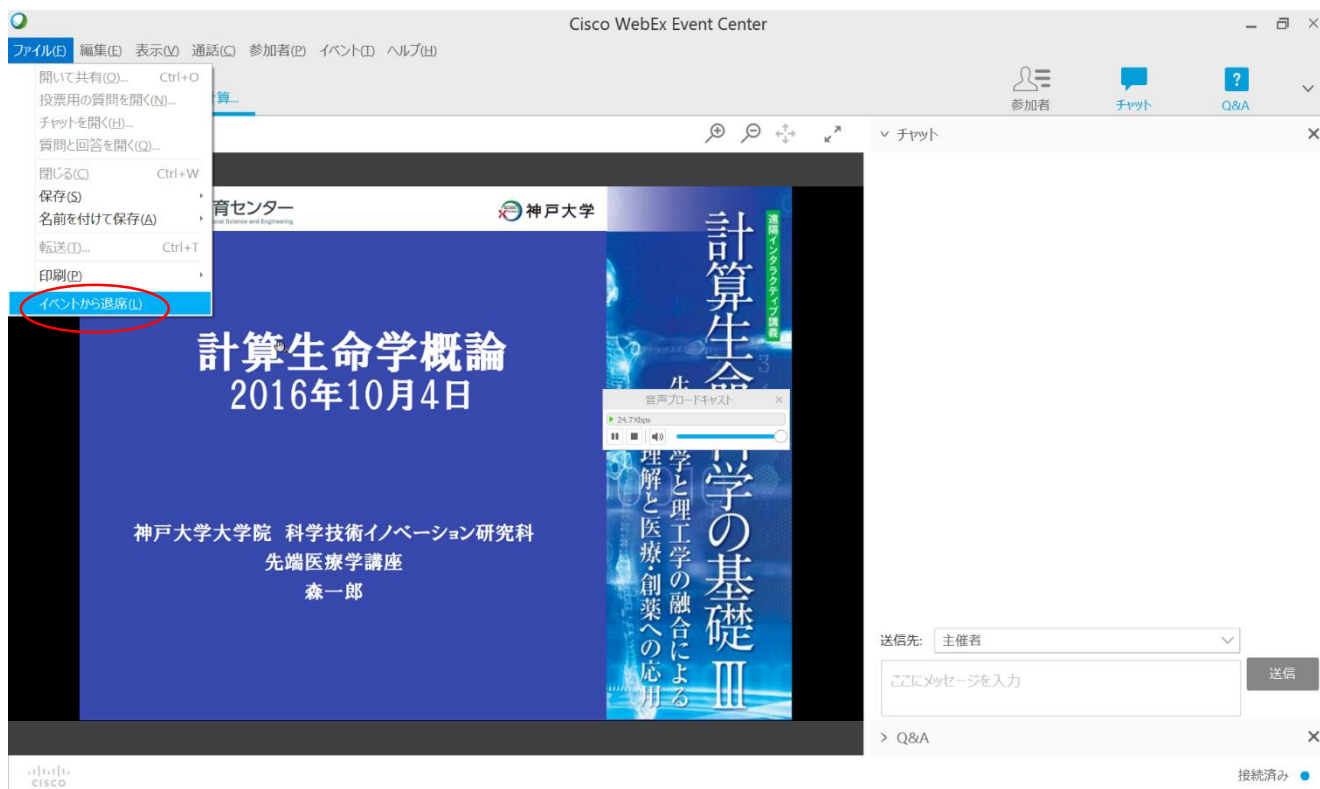 Cisco WebEx Event Center
ファイル(F) 編集(E) 表示(V) 通話(C) 参加者(P) イベント(T) ヘルプ(H)
開いて共有(O)... Ctrl+O
投票用の質問を開く(N)...
チャットを開く(H)...
質問と回答を開く(Q)...
閉じる(C) Ctrl+W
保存(S)
名前を付けて保存(A)
転送(T)... Ctrl+T
印刷(P)
イベントから退席(L)
算...
参加者 チャット Q&A
育センター
神戸大学
計算生命学概論
2016年10月4日
神戸大学大学院 科学技術イノベーション研究科
先端医療学講座
森一郎
遠隔インタラクティブ講義
計算生命
学の基礎 III
生
学と理工学の融合による
理解と医療・創薬への応用
音声ブロードキャスト
24.7 Kbps
チャット
送信先: 主催者
ここにメッセージを入力
送信
Q&A
cisco
接続済み